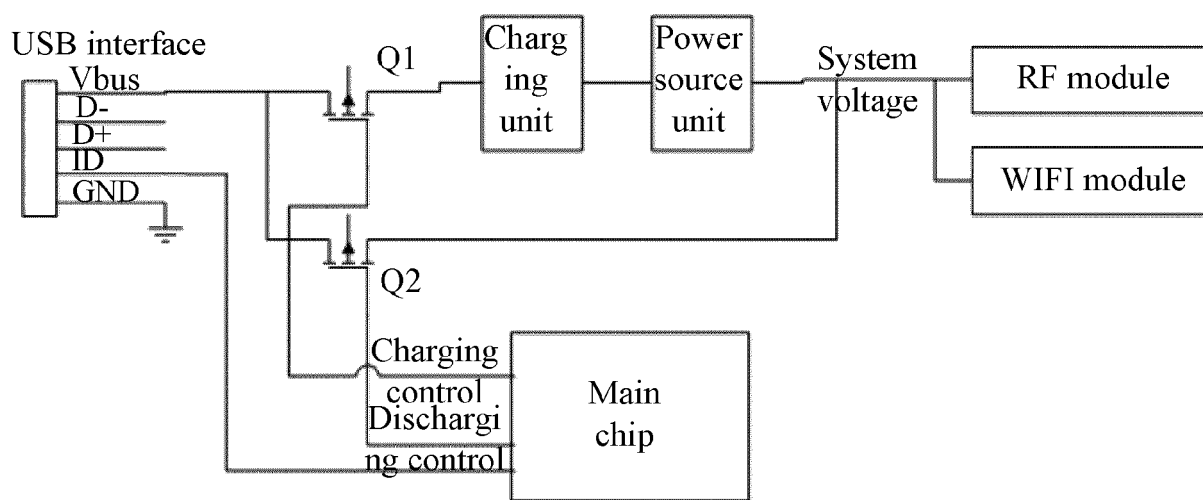 USB interface
Vbus
D-
D+
ID
GND
Q1
Charg
ing
unit
Power
source
unit
System
voltage
RF module
WIFI module
Q2
Charging
control
Dischargi
ng control
Main
chip